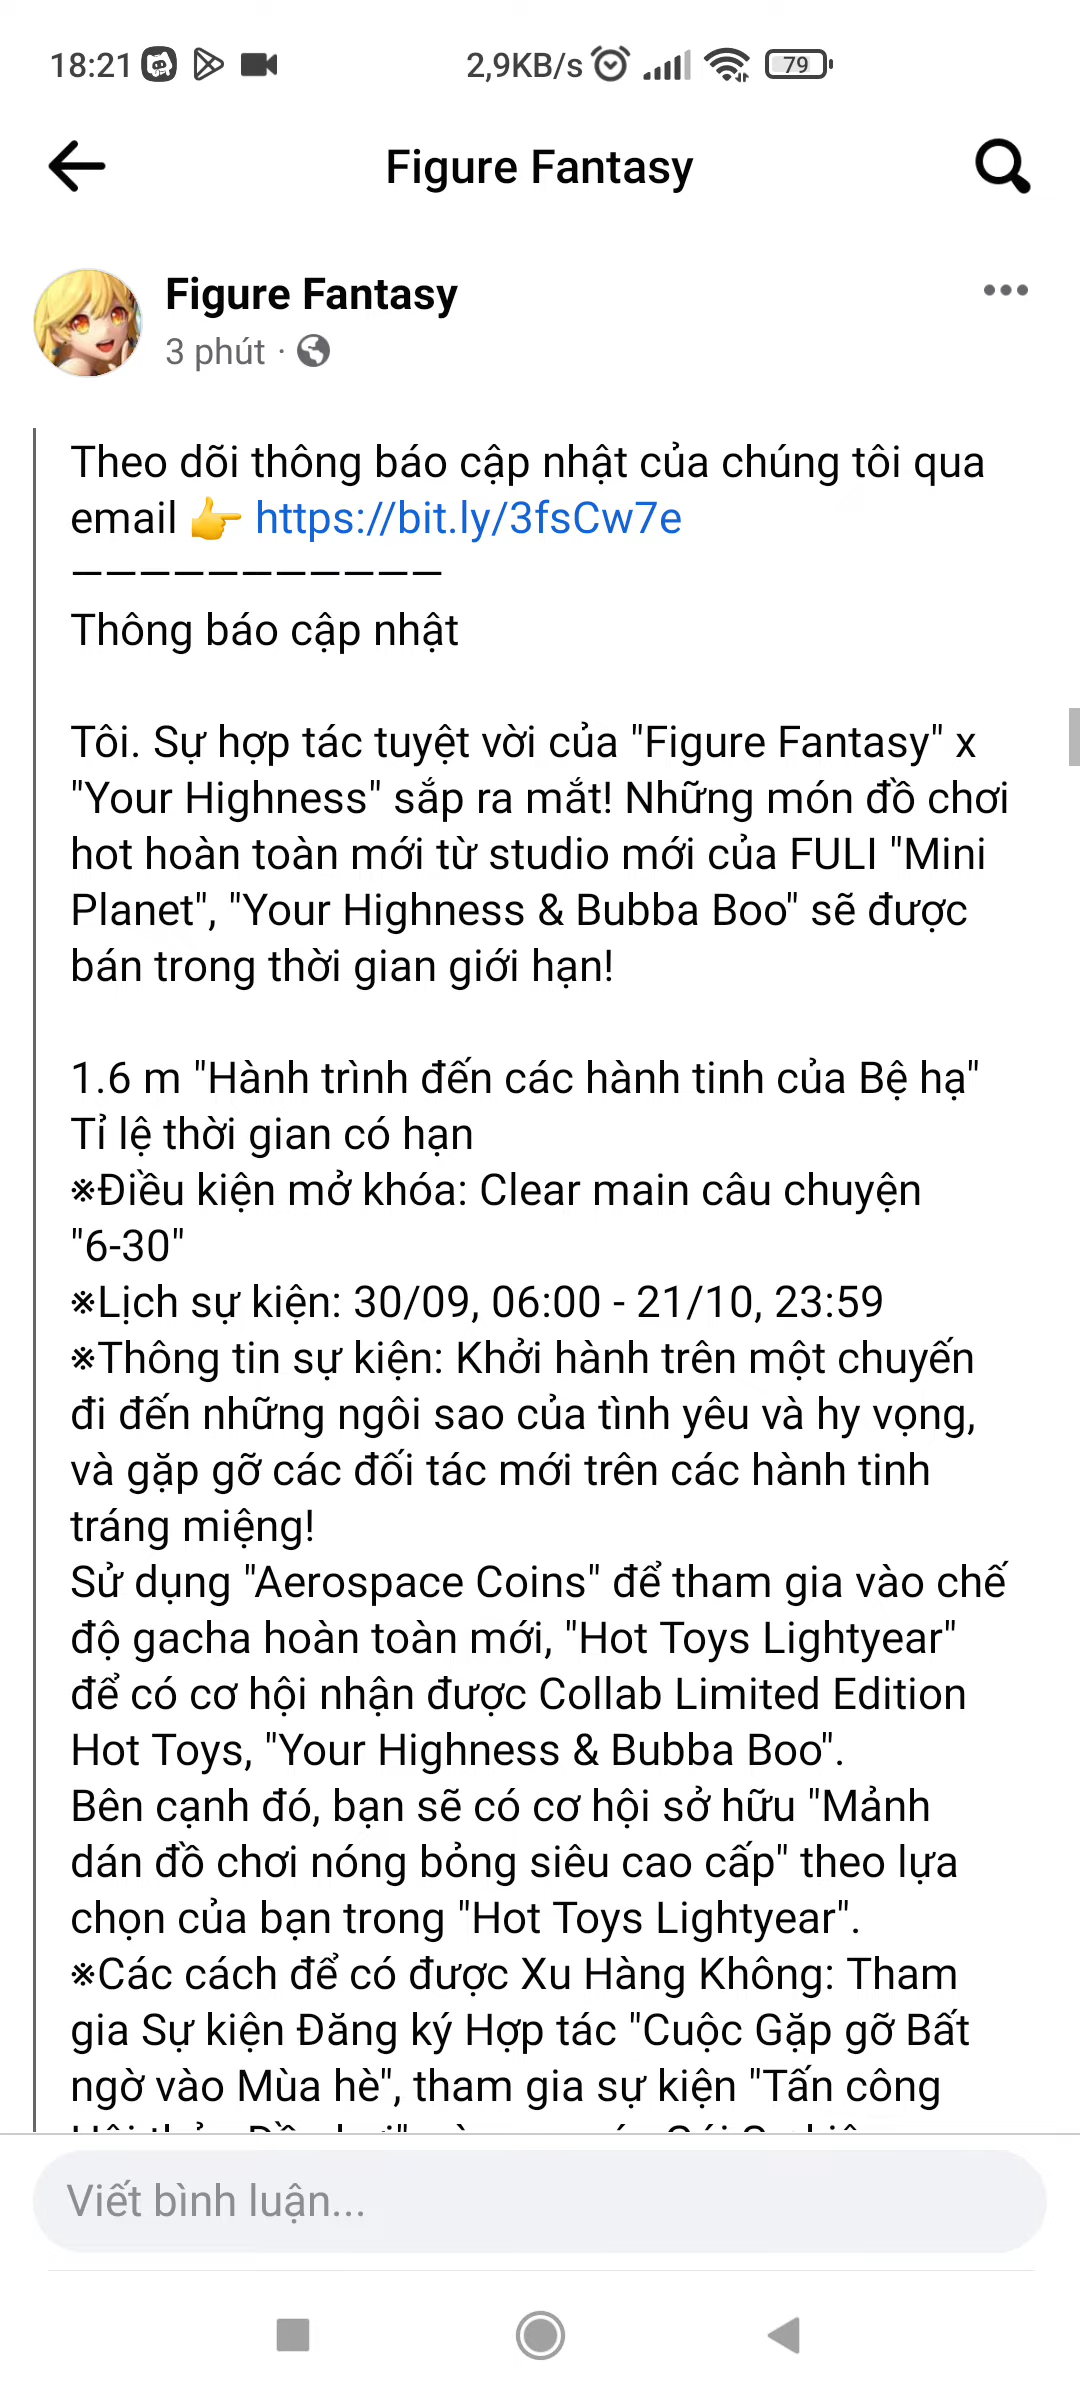 18:21
2,9KB/s
79
Figure Fantasy
Figure Fantasy
3 phút ·
Theo dõi thông báo cập nhật của chúng tôi qua
email 👉 https://bit.ly/3fsCw7e
———————————
Thông báo cập nhật
Tôi. Sự hợp tác tuyệt vời của "Figure Fantasy" x
"Your Highness" sắp ra mắt! Những món đồ chơi
hot hoàn toàn mới từ studio mới của FULI "Mini
Planet", "Your Highness & Bubba Boo" sẽ được
bán trong thời gian giới hạn!
1.6 m "Hành trình đến các hành tinh của Bệ hạ"
Tỉ lệ thời gian có hạn
※Điều kiện mở khóa: Clear main câu chuyện
"6-30"
※Lịch sự kiện: 30/09, 06:00 - 21/10, 23:59
※Thông tin sự kiện: Khởi hành trên một chuyến
đi đến những ngôi sao của tình yêu và hy vọng,
và gặp gỡ các đối tác mới trên các hành tinh
tráng miệng!
Sử dụng "Aerospace Coins" để tham gia vào chế
độ gacha hoàn toàn mới, "Hot Toys Lightyear"
để có cơ hội nhận được Collab Limited Edition
Hot Toys, "Your Highness & Bubba Boo".
Bên cạnh đó, bạn sẽ có cơ hội sở hữu "Mảnh
dán đồ chơi nóng bỏng siêu cao cấp" theo lựa
chọn của bạn trong "Hot Toys Lightyear".
※Các cách để có được Xu Hàng Không: Tham
gia Sự kiện Đăng ký Hợp tác "Cuộc Gặp gỡ Bất
ngờ vào Mùa hè", tham gia sự kiện "Tấn công
Viết bình luận...